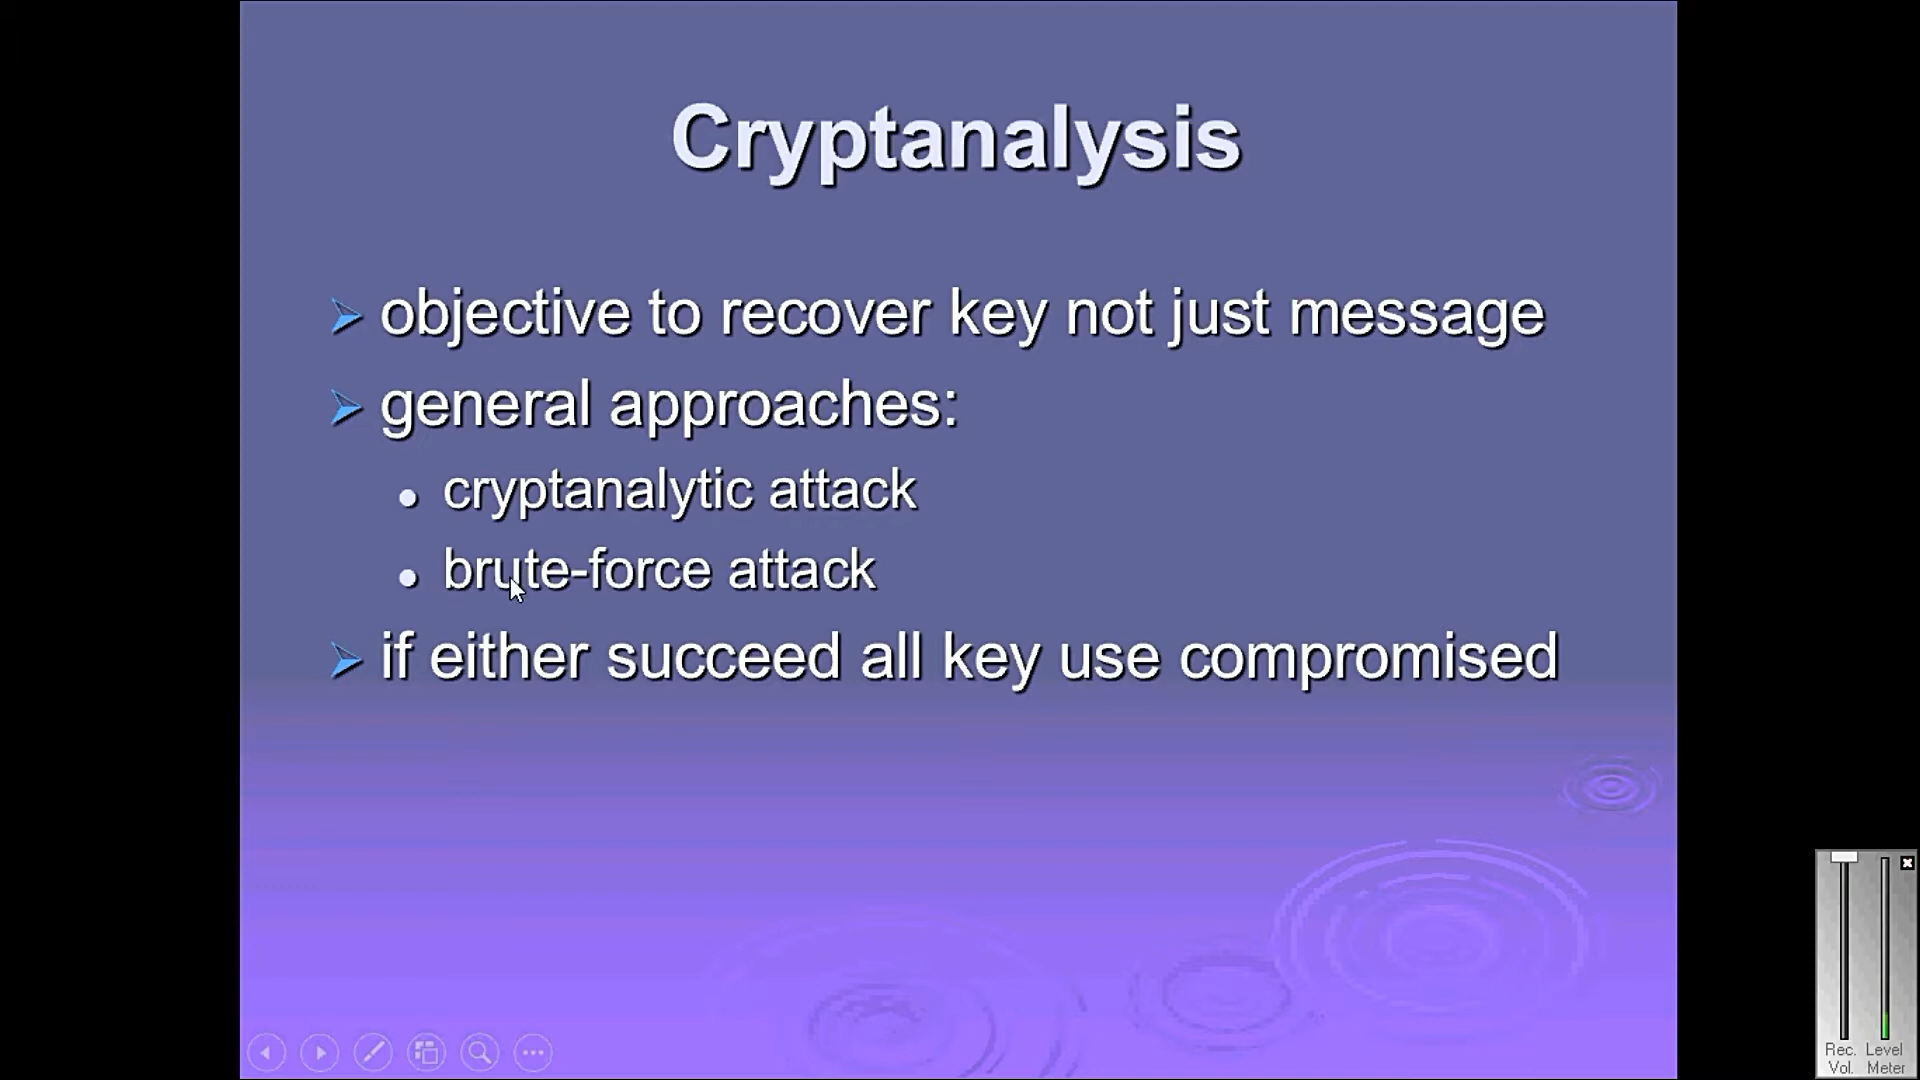 Cryptanalysis
objective to recover key not just message
general approaches:
cryptanalytic attack
brute-force attack
if either succeed all key use compromised
Rec. Level
Vol. Meter